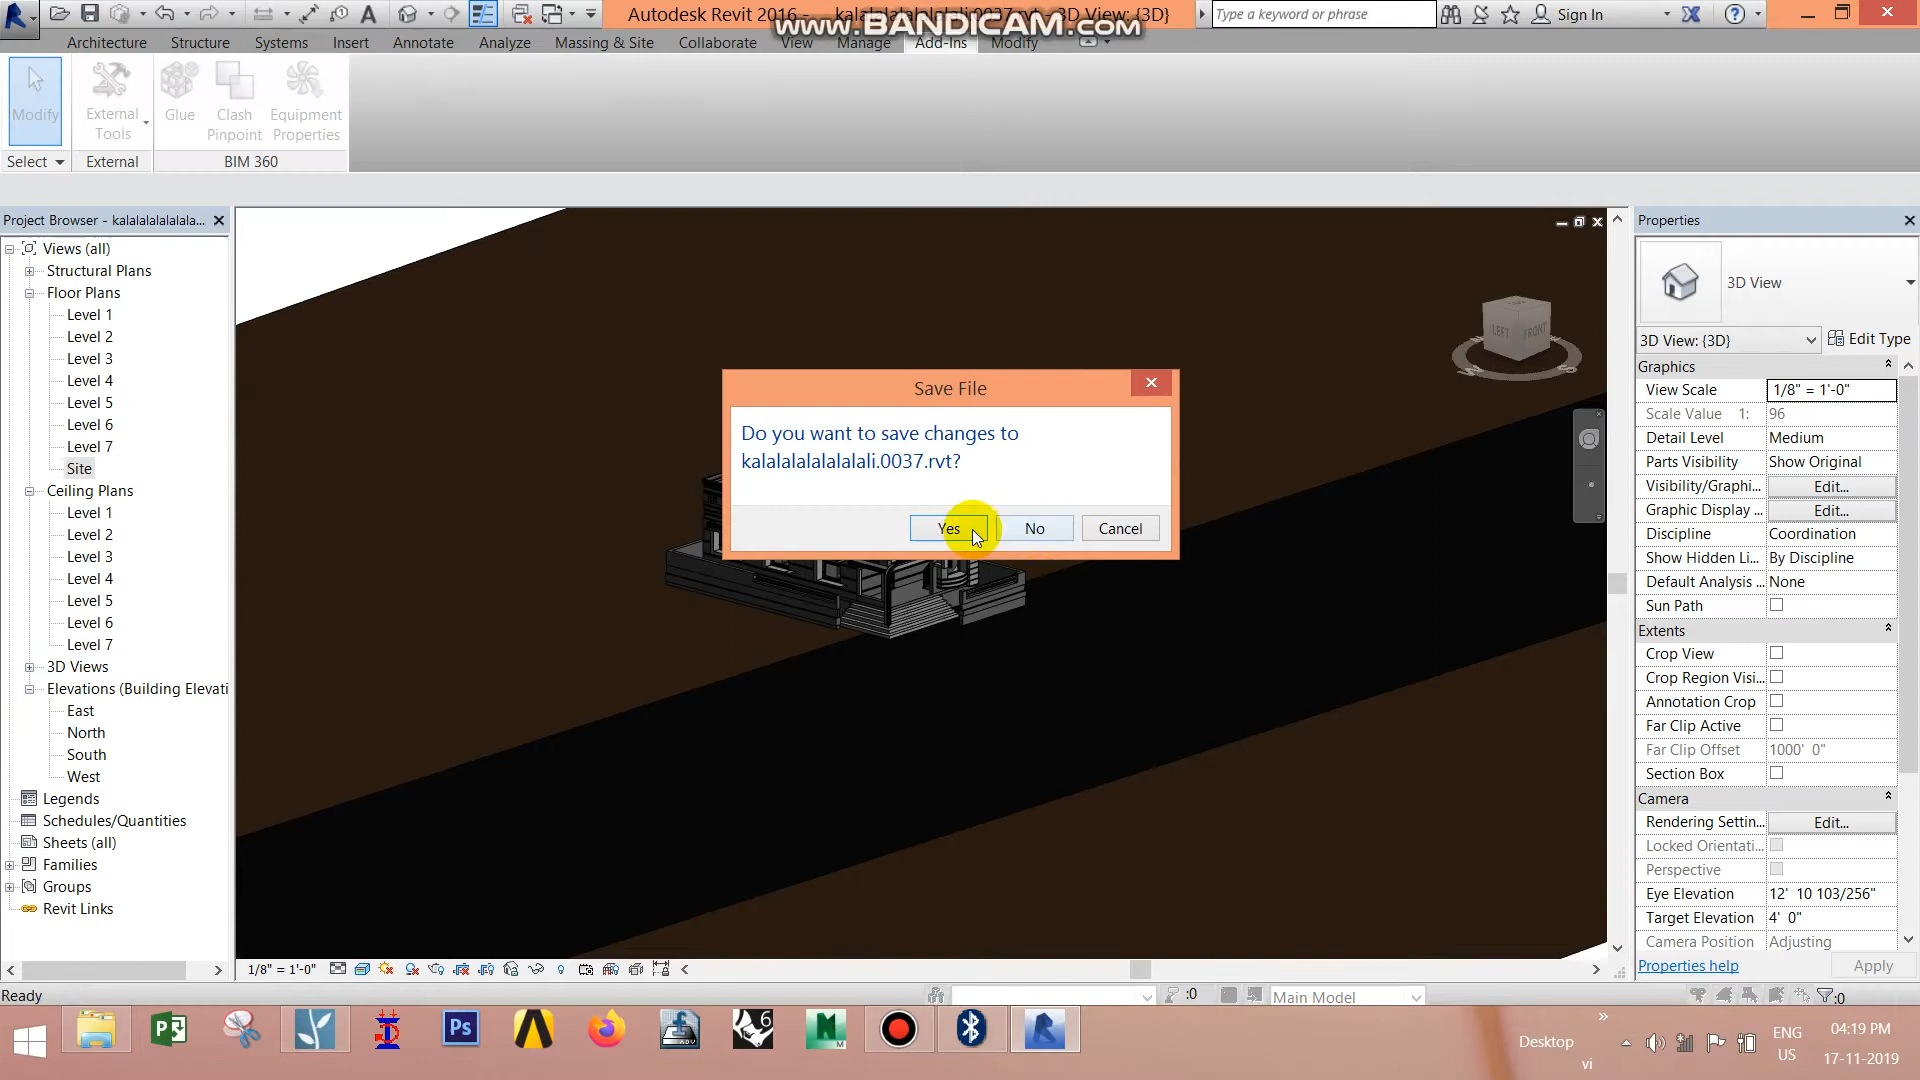 Autodesk Revit 2016 -
3D View: {3D}
www.BANDICAM.com
Type a keyword or phrase
Sign In
Architecture
Structure
Systems
Insert
Annotate
Analyze
Massing & Site
Collaborate
View
Manage
Add-Ins
Modify
Modify
External
Tools
Glue
Clash
Pinpoint
Equipment
Properties
Select
External
BIM 360
Project Browser - kalalalalalalala...
Views (all)
Structural Plans
Floor Plans
Level 1
Level 2
Level 3
Level 4
Level 5
Level 6
Level 7
Site
Ceiling Plans
Level 1
Level 2
Level 3
Level 4
Level 5
Level 6
Level 7
3D Views
Elevations (Building Elevati
East
North
South
West
Legends
Schedules/Quantities
Sheets (all)
Families
Groups
Revit Links
Save File
Do you want to save changes to
kalalalalalalalali.0037.rvt?
Yes
No
Cancel
LEFT
FRONT
Properties
3D View
3D View: {3D}
Edit Type
Graphics
View Scale 1/8" = 1'-0"
Scale Value 1: 96
Detail Level Medium
Parts Visibility Show Original
Visibility/Graphi... Edit...
Graphic Display ... Edit...
Discipline Coordination
Show Hidden Li... By Discipline
Default Analysis ... None
Sun Path
Extents
Crop View
Crop Region Visi...
Annotation Crop
Far Clip Active
Far Clip Offset 1000' 0"
Section Box
Camera
Rendering Settin... Edit...
Locked Orientati...
Perspective
Eye Elevation 12' 10 103/256"
Target Elevation 4' 0"
Camera Position Adjusting
Properties help
Apply
1/8" = 1'-0"
Ready
:0
Main Model
:0
Ps
6
M
Desktop
vi
ENG
US
04:19 PM
17-11-2019